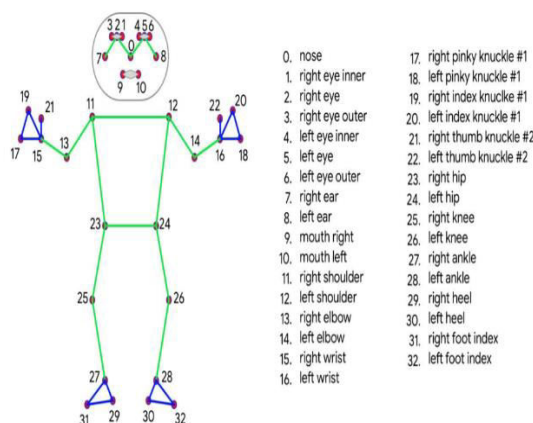 3 2 1 4 5 6
0
7 8
9 10
19 21 11 12 22 20
17 15 13 14 16 18
23 24
25 26
27 28
31 29 30 32
0. nose
1. right eye inner
2. right eye
3. right eye outer
4. left eye inner
5. left eye
6. left eye outer
7. right ear
8. left ear
9. mouth right
10. mouth left
11. right shoulder
12. left shoulder
13. right elbow
14. left elbow
15. right wrist
16. left wrist
17. right pinky knuckle #1
18. left pinky knuckle #1
19. right index knuclke #1
20. left index knuckle #1
21. right thumb knuckle #2
22. left thumb knuckle #2
23. right hip
24. left hip
25. right knee
26. left knee
27. right ankle
28. left ankle
29. right heel
30. left heel
31. right foot index
32. left foot index